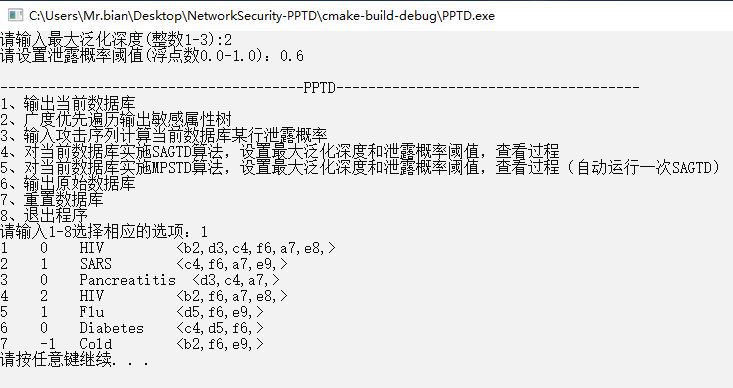 C:\Users\Mr.bian\Desktop\NetworkSecurity-PPTD\cmake-build-debug\PPTD.exe
请输入最大泛化深度(整数1-3):2
请设置泄露概率阈值(浮点数0.0-1.0): 0.6
-----------------------------------PPTD-----------------------------------
1、输出当前数据库
2、广度优先遍历输出敏感属性树
3、输入攻击序列计算当前数据库某行泄露概率
4、对当前数据库实施SAGTD算法，设置最大泛化深度和泄露概率阈值，查看过程
5、对当前数据库实施MPSTD算法，设置最大泛化深度和泄露概率阈值，查看过程（自动运行一次SAGTD）
6、输出原始数据库
7、重置数据库
8、退出程序
请输入1-8选择相应的选项: 1
1 0 HIV <b2,d3,c4,f6,a7,e8,>
2 1 SARS <c4,f6,a7,e9,>
3 0 Pancreatitis <d3,c4,a7,>
4 2 HIV <b2,f6,a7,e8,>
5 1 Flu <d5,f6,e9,>
6 0 Diabetes <c4,d5,f6,>
7 -1 Cold <b2,f6,e9,>
请按任意键继续. . .